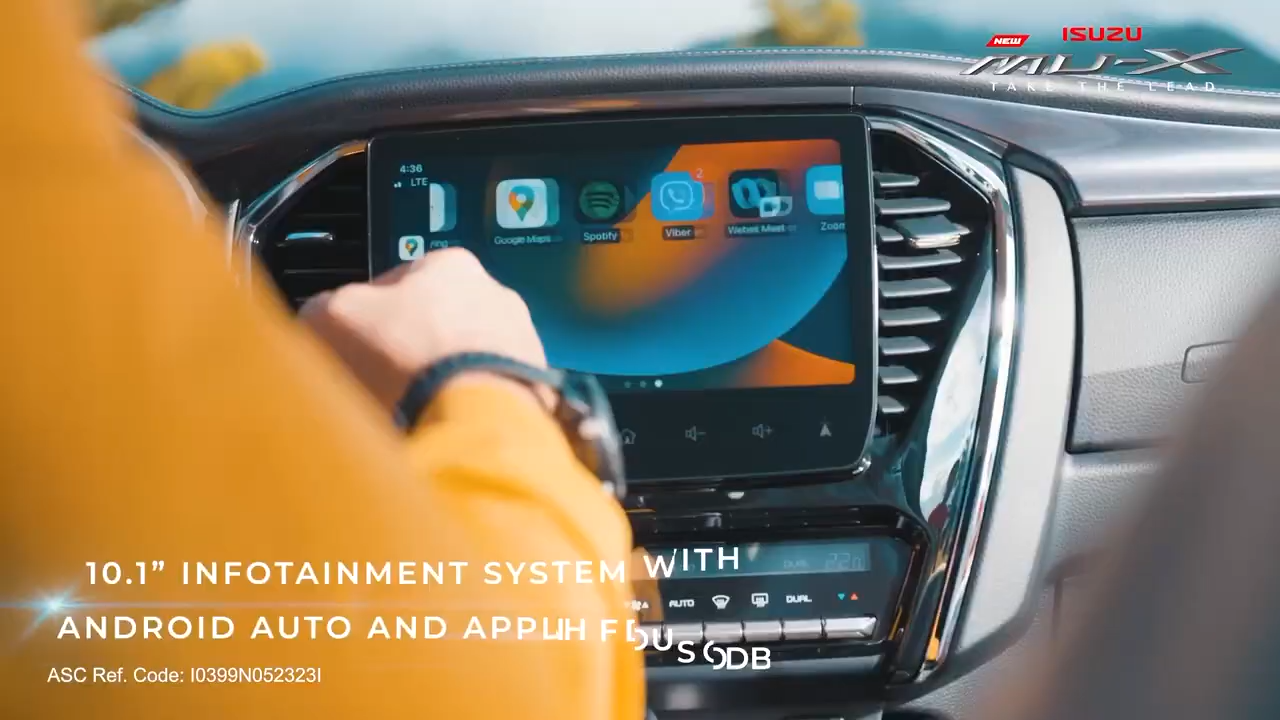 NEW ISUZU
MU-X
TAKE THE LEAD
4:36
LTE
Google Maps
Spotify
2
Viber
Webex Meet
Zoom
10.1” INFOTAINMENT SYSTEM WITH
ANDROID AUTO AND
AUTO
DUAL
ASC Ref. Code: I0399N052323I